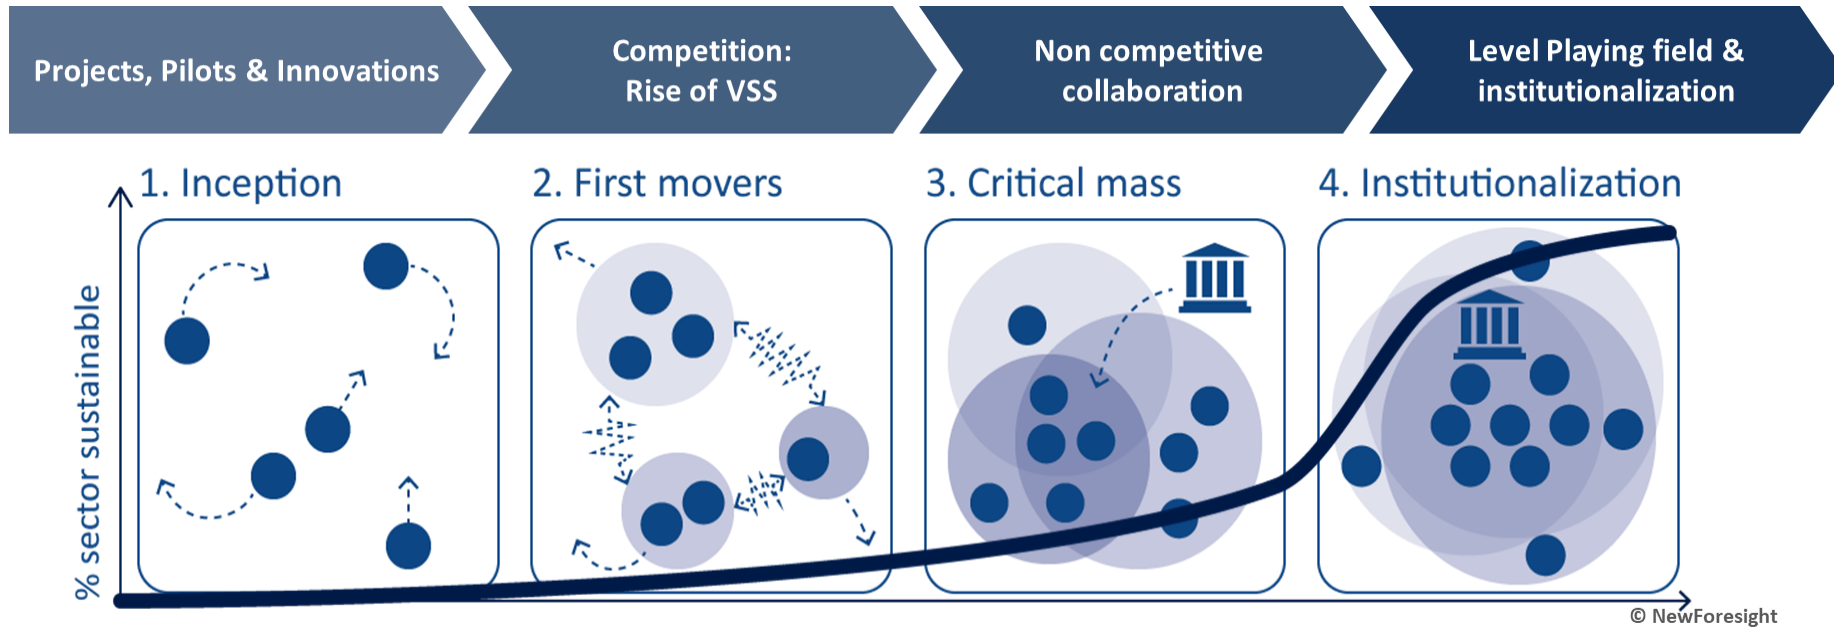 Projects, Pilots & Innovations
Competition:
Rise of VSS
Non competitive
collaboration
Level Playing field &
institutionalization
1. Inception
2. First movers
3. Critical mass
4. Institutionalization
% sector sustainable
© NewForesight